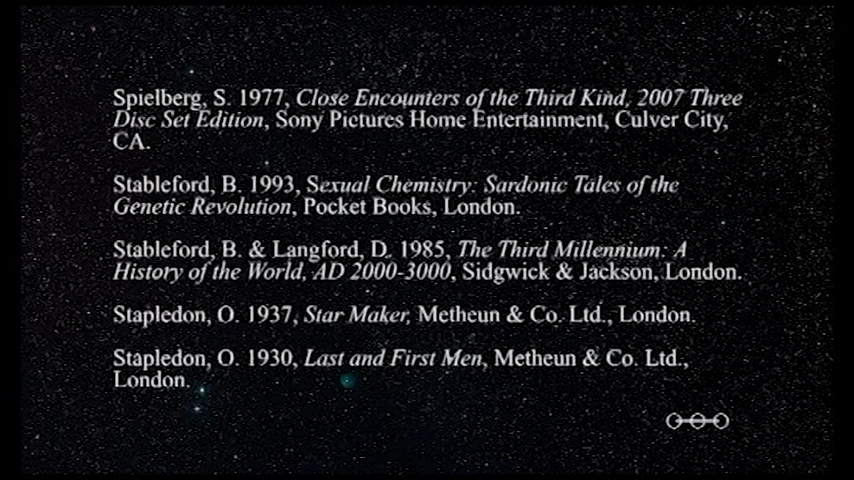 Spielberg, S. 1977, Close Encounters of the Third Kind, 2007 Three
Disc Set Edition, Sony Pictures Home Entertainment, Culver City,
CA.
Stableford, B. 1993, Sexual Chemistry: Sardonic Tales of the
Genetic Revolution, Pocket Books, London.
Stableford, B. & Langford, D. 1985, The Third Millennium: A
History of the World, AD 2000-3000, Sidgwick & Jackson, London.
Stapledon, O. 1937, Star Maker, Metheun & Co. Ltd., London.
Stapledon, O. 1930, Last and First Men, Metheun & Co. Ltd.,
London.